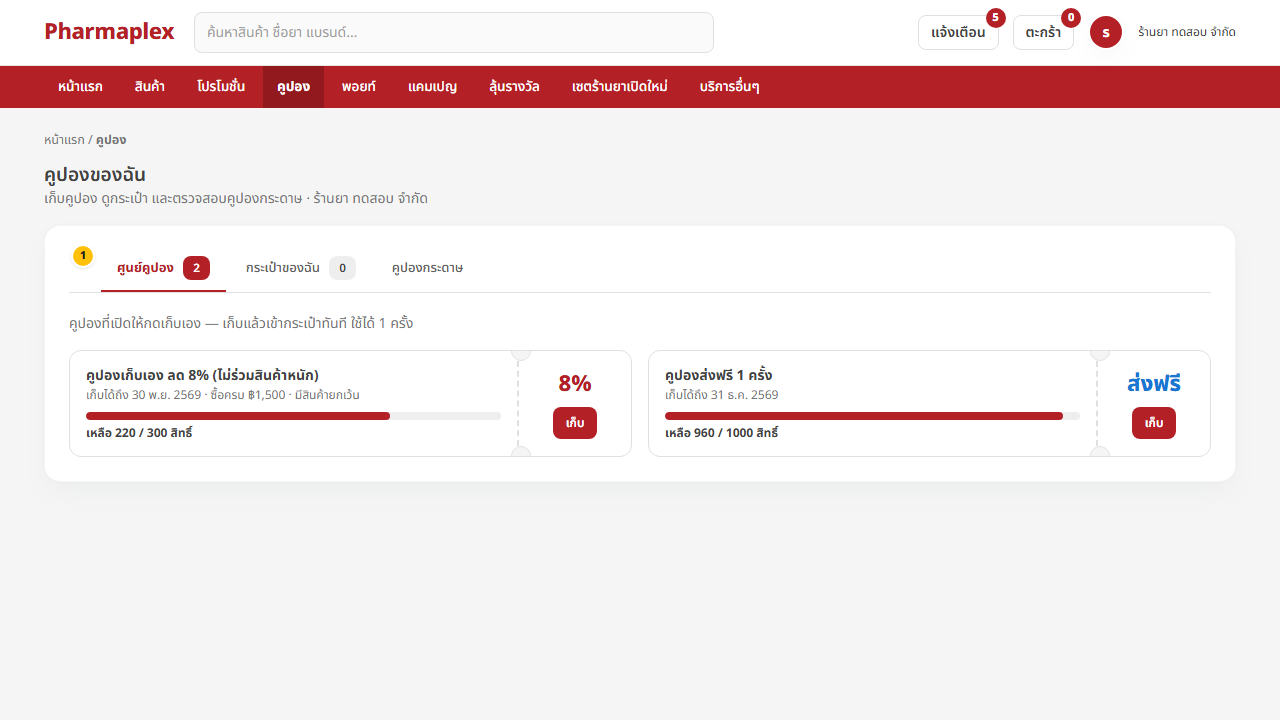 Pharmaplex
ค้นหาสินค้า ชื่อยา แบรนด์...
แจ้งเตือน 5
ตะกร้า 0
S
ร้านยา ทดสอบ จำกัด
หน้าแรก สินค้า โปรโมชั่น คูปอง พอยท์ แคมเปญ ลุ้นรางวัล เซตร้านยาเปิดใหม่ บริการอื่นๆ
หน้าแรก / คูปอง
คูปองของฉัน
เก็บคูปอง ดูกระเป๋า และตรวจสอบคูปองกระดาษ · ร้านยา ทดสอบ จำกัด
1
ศูนย์คูปอง 2 กระเป๋าของฉัน 0 คูปองกระดาษ
คูปองที่เปิดให้กดเก็บเอง — เก็บแล้วเข้ากระเป๋าทันที ใช้ได้ 1 ครั้ง
คูปองเก็บเอง ลด 8% (ไม่ร่วมสินค้าหนัก)
เก็บได้ถึง 30 พ.ย. 2569 · ซื้อครบ ฿1,500 · มีสินค้ายกเว้น
เหลือ 220 / 300 สิทธิ์
8%
เก็บ
คูปองส่งฟรี 1 ครั้ง
เก็บได้ถึง 31 ธ.ค. 2569
เหลือ 960 / 1000 สิทธิ์
ส่งฟรี
เก็บ